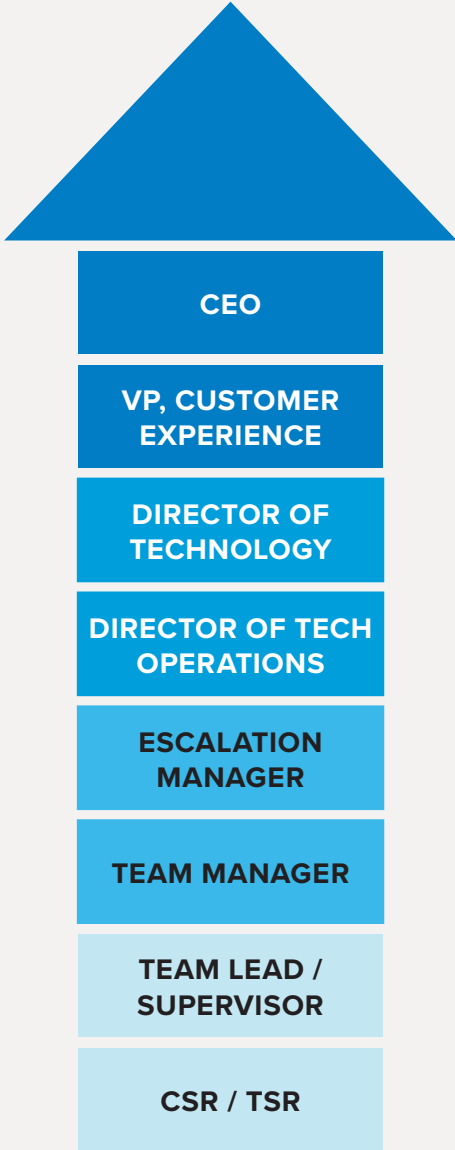 CEO
VP, CUSTOMER
EXPERIENCE
DIRECTOR OF
TECHNOLOGY
DIRECTOR OF TECH
OPERATIONS
ESCALATION
MANAGER
TEAM MANAGER
TEAM LEAD /
SUPERVISOR
CSR / TSR